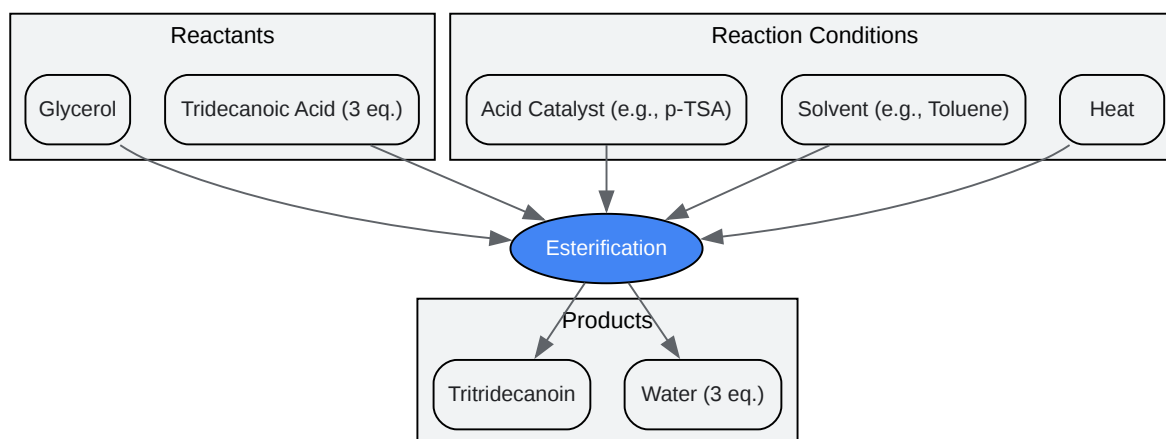 Reactants
Reaction Conditions
Glycerol
Tridecanoic Acid (3 eq.)
Acid Catalyst (e.g., p-TSA)
Solvent (e.g., Toluene)
Heat
Esterification
Products
Tritridecanoin
Water (3 eq.)